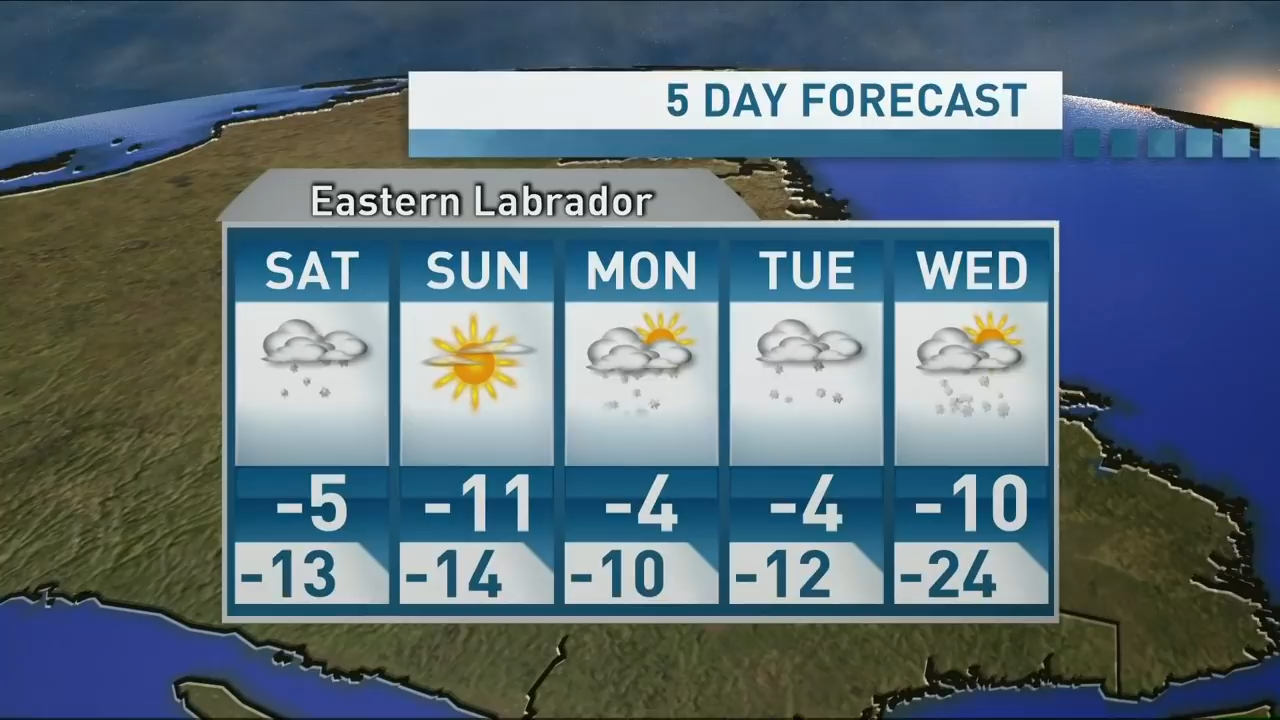 5 DAY FORECAST
Eastern Labrador
SAT SUN MON TUE WED
-5 -11 -4 -4 -10
-13 -14 -10 -12 -24